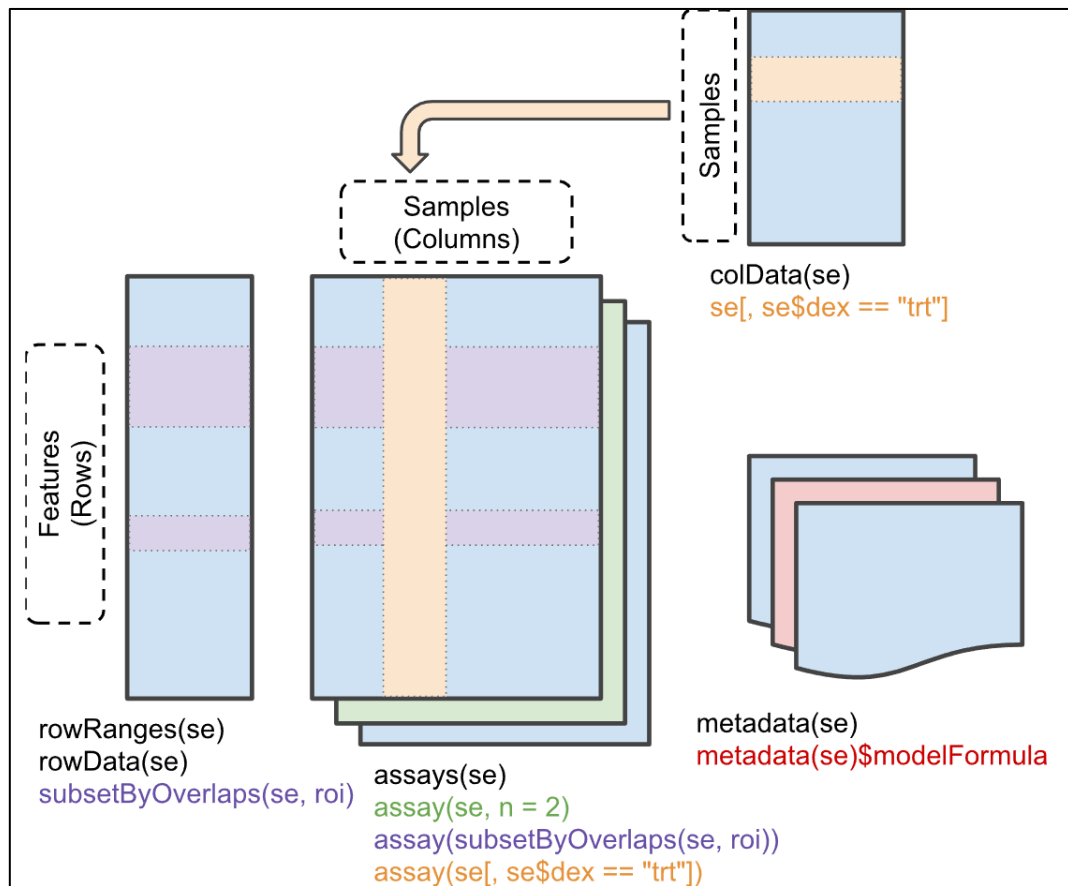 Samples
Samples
(Columns)
colData(se)
se[, se$dex == "trt"]
Features
(Rows)
rowRanges(se)
rowData(se)
subsetByOverlaps(se, roi)
assays(se)
assay(se, n = 2)
assay(subsetByOverlaps(se, roi))
assay(se[, se$dex == "trt"])
metadata(se)
metadata(se)$modelFormula